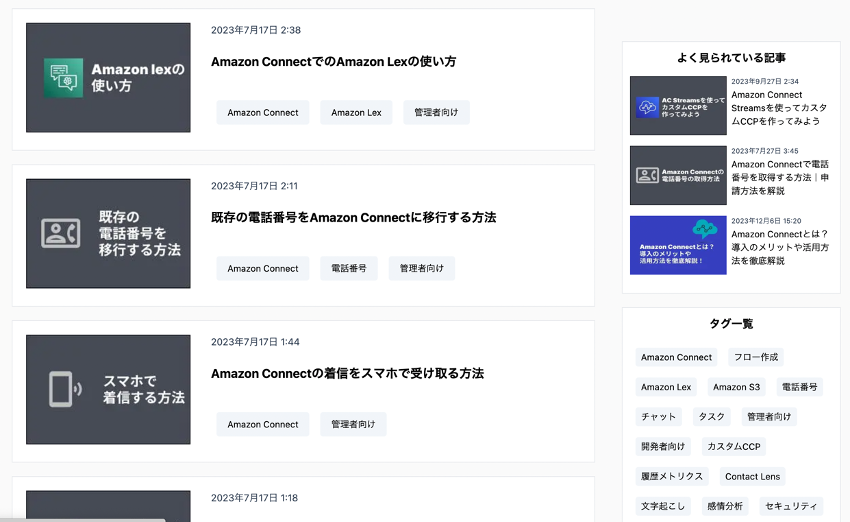 2023年7月17日 2:38
Amazon lexの
使い方
Amazon ConnectでのAmazon Lexの使い方
Amazon Connect
Amazon Lex
管理者向け
2023年7月17日 2:11
既存の
電話番号を
移行する方法
既存の電話番号をAmazon Connectに移行する方法
Amazon Connect
電話番号
管理者向け
2023年7月17日 1:44
スマホで
着信する方法
Amazon Connectの着信をスマホで受け取る方法
Amazon Connect
管理者向け
2023年7月17日 1:18
よく見られている記事
AC Streamsを使って
カスタムCCPを
作ってみよう
2023年9月27日 2:34
Amazon Connect
Streamsを使ってカスタ
ムCCPを作ってみよう
Amazon Connectの
電話番号の取得方法
2023年7月27日 3:45
Amazon Connectで電話
番号を取得する方法｜申
請方法を解説
Amazon Connectとは？
導入のメリットや
活用方法を徹底解説！
2023年12月6日 15:20
Amazon Connectとは？
導入のメリットや活用方
法を徹底解説
タグ一覧
Amazon Connect
フロー作成
Amazon Lex
Amazon S3
電話番号
チャット
タスク
管理者向け
開発者向け
カスタムCCP
履歴メトリクス
Contact Lens
文字起こし
感情分析
セキュリティ